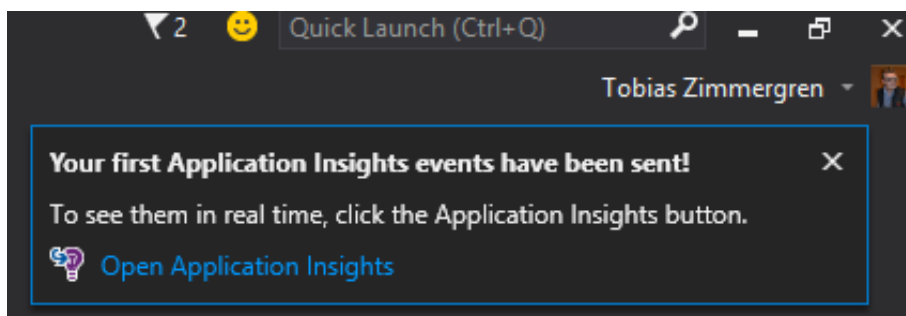 2
Quick Launch (Ctrl+Q)
Tobias Zimmergren
Your first Application Insights events have been sent!
To see them in real time, click the Application Insights button.
Open Application Insights